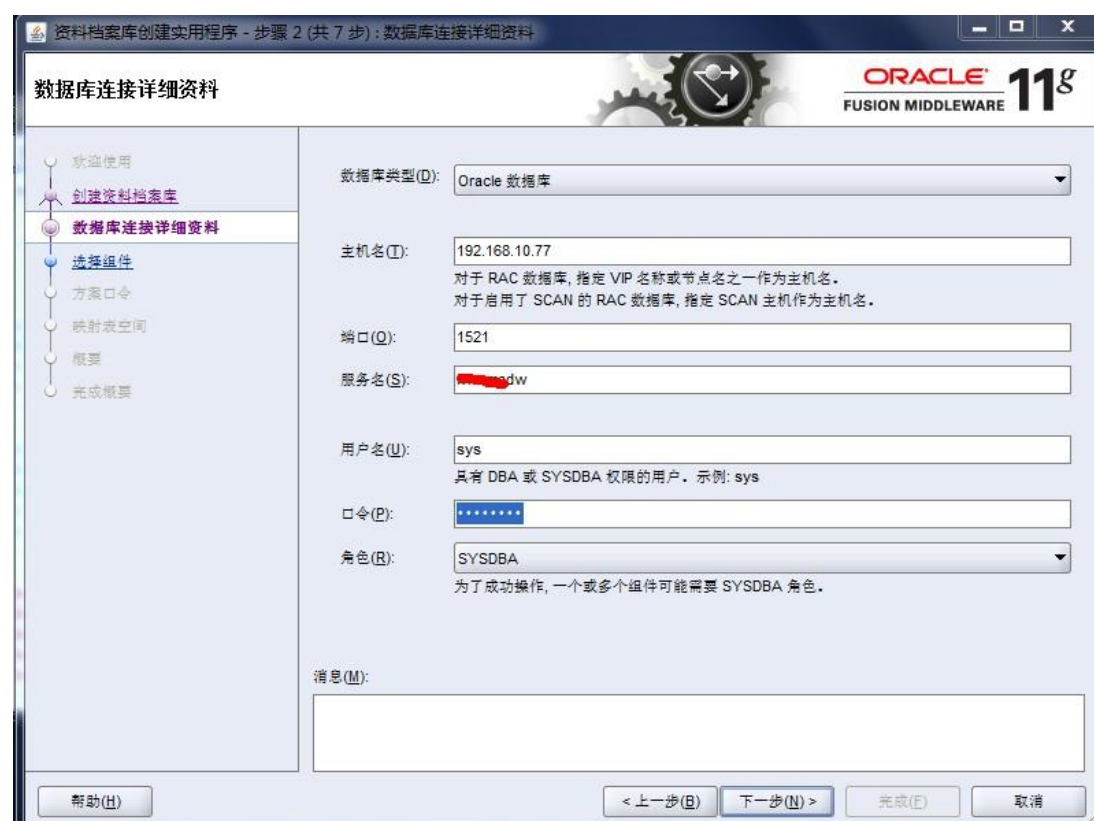 资料档案库创建实用程序 - 步骤 2 (共 7 步) : 数据库连接详细资料
数据库连接详细资料
ORACLE
FUSION MIDDLEWARE 11g
欢迎使用
创建资料档案库
数据库连接详细资料
选择组件
方案口令
映射表空间
概要
完成概要
数据库类型(D): Oracle 数据库
主机名(T): 192.168.10.77
对于 RAC 数据库, 指定 VIP 名称或节点名之一作为主机名。
对于启用了 SCAN 的 RAC 数据库, 指定 SCAN 主机作为主机名。
端口(O): 1521
服务名(S):
用户名(U): sys
具有 DBA 或 SYSDBA 权限的用户。示例: sys
口令(P): ••••••••
角色(R): SYSDBA
为了成功操作, 一个或多个组件可能需要 SYSDBA 角色。
消息(M):
帮助(H)
< 上一步(B) 下一步(N) > 完成(F) 取消